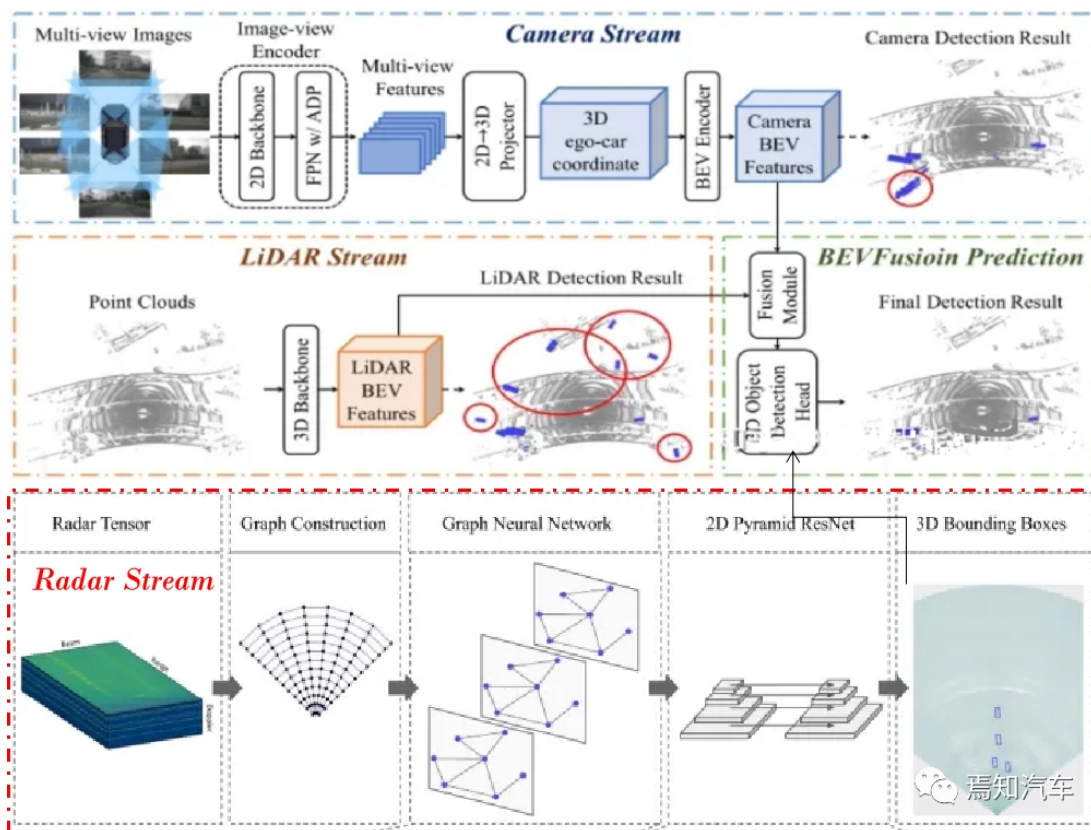 Camera Stream
Multi-view Images
Image-view
Encoder
2D Backbone
FPN w/ ADP
Multi-view
Features
2D→3D
Projector
3D
ego-car
coordinate
BEV Encoder
Camera
BEV
Features
Camera Detection Result
LiDAR Stream
Point Clouds
3D Backbone
LiDAR
BEV
Features
LiDAR Detection Result
BEVFusioin Prediction
Fusion
Module
3D Object
Detection
Head
Final Detection Result
Radar Tensor
Graph Construction
Graph Neural Network
2D Pyramid ResNet
3D Bounding Boxes
Radar Stream
Beam
Range
Doppler
焉知汽车